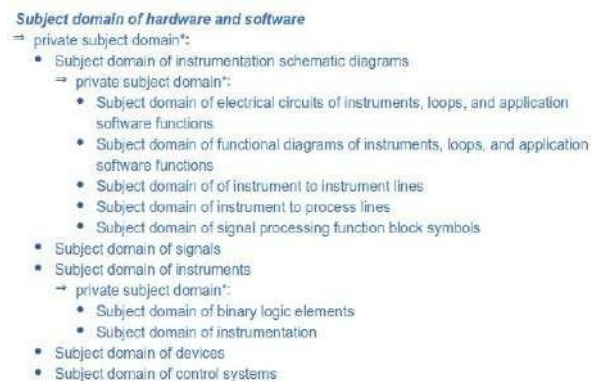 Subject domain of hardware and software
⇒ private subject domain*:
• Subject domain of instrumentation schematic diagrams
⇒ private subject domain*:
• Subject domain of electrical circuits of instruments, loops, and application
software functions
• Subject domain of functional diagrams of instruments, loops, and application
software functions
• Subject domain of of instrument to instrument lines
• Subject domain of instrument to process lines
• Subject domain of signal processing function block symbols
• Subject domain of signals
• Subject domain of instruments
⇒ private subject domain*:
• Subject domain of binary logic elements
• Subject domain of instrumentation
• Subject domain of devices
• Subject domain of control systems